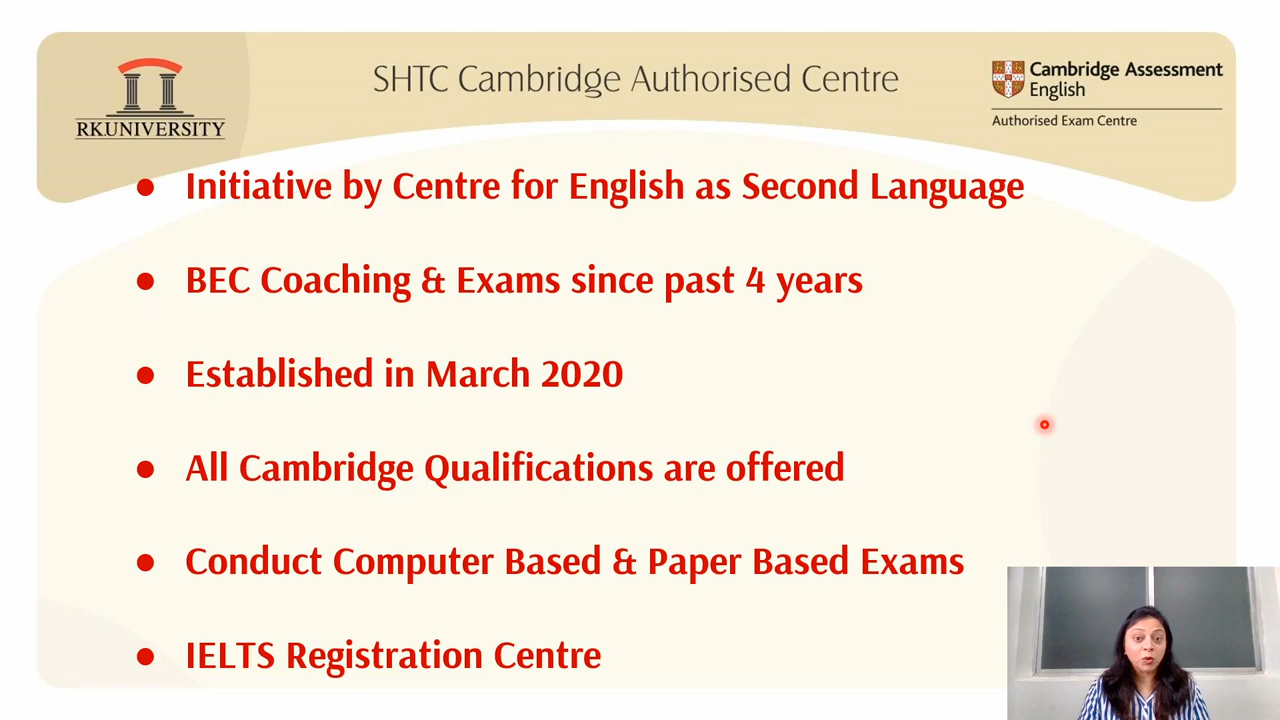 SHTC Cambridge Authorised Centre
RKUNIVERSITY
Cambridge Assessment
English
Authorised Exam Centre
● Initiative by Centre for English as Second Language
● BEC Coaching & Exams since past 4 years
● Established in March 2020
● All Cambridge Qualifications are offered
● Conduct Computer Based & Paper Based Exams
● IELTS Registration Centre